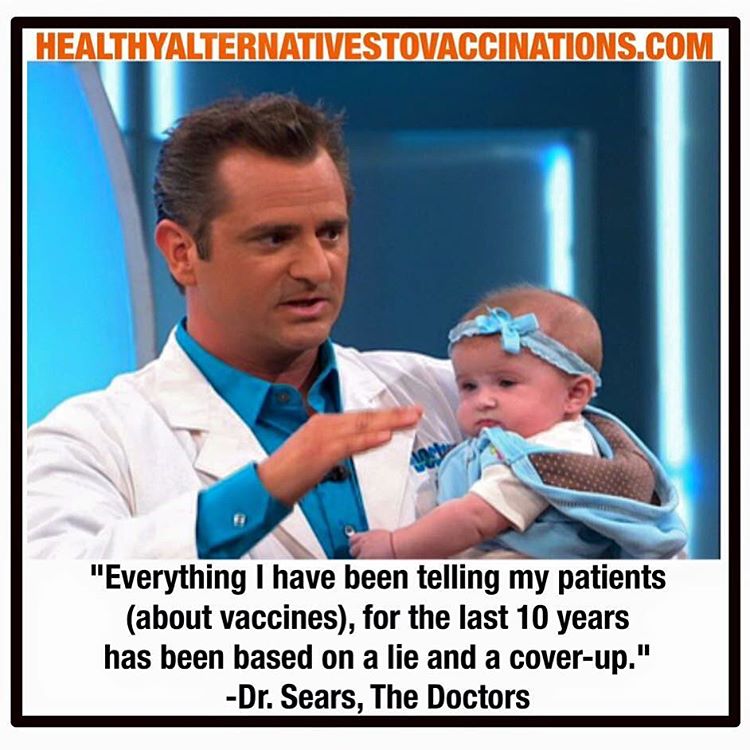 HEALTHYALTERNATIVESTOVACCINATIONS.COM
"Everything I have been telling my patients
(about vaccines), for the last 10 years
has been based on a lie and a cover-up."
-Dr. Sears, The Doctors